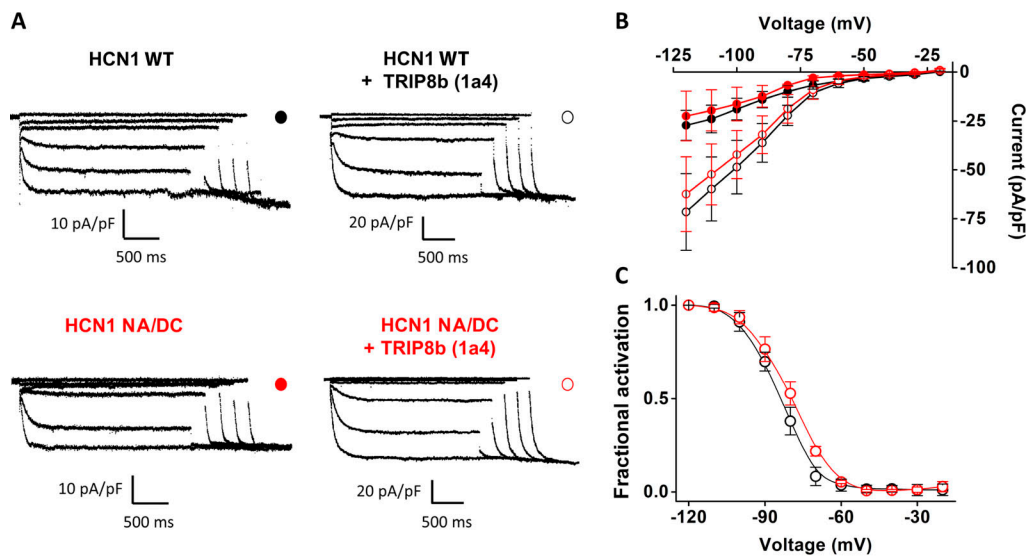 A
HCN1 WT
10 pA/pF
500 ms
HCN1 WT
+ TRIP8b (1a4)
20 pA/pF
500 ms
HCN1 NA/DC
10 pA/pF
500 ms
HCN1 NA/DC
+ TRIP8b (1a4)
20 pA/pF
500 ms
B
Voltage (mV)
-125 -100 -75 -50 -25
0
-25
-50
-75
-100
Current (pA/pF)
C
Fractional activation
1.0
0.5
0.0
-120 -90 -60 -30
Voltage (mV)